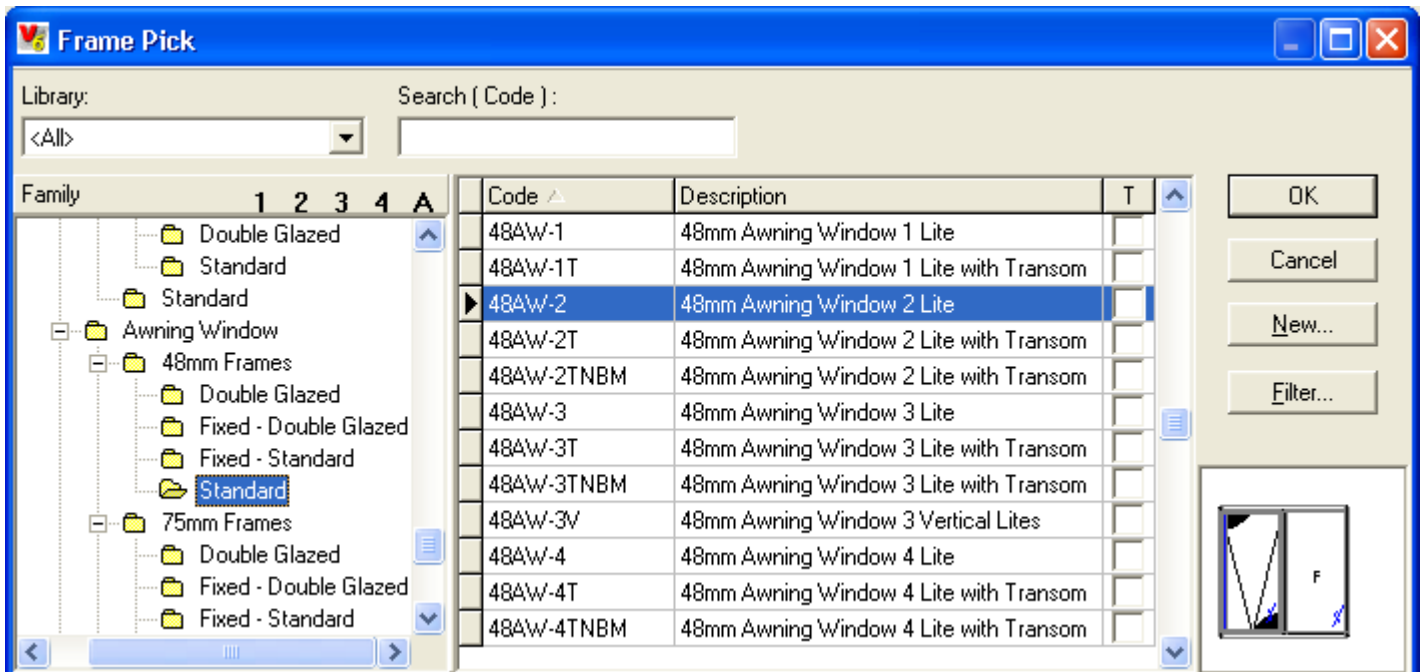 Frame Pick
Library:
Search ( Code ) :
<All>
Family 1 2 3 4 A
Double Glazed
Standard
Standard
Awning Window
48mm Frames
Double Glazed
Fixed - Double Glazed
Fixed - Standard
Standard
75mm Frames
Double Glazed
Fixed - Double Glazed
Fixed - Standard
Code Description T
48AW-1 48mm Awning Window 1 Lite
48AW-1T 48mm Awning Window 1 Lite with Transom
48AW-2 48mm Awning Window 2 Lite
48AW-2T 48mm Awning Window 2 Lite with Transom
48AW-2TNBM 48mm Awning Window 2 Lite with Transom
48AW-3 48mm Awning Window 3 Lite
48AW-3T 48mm Awning Window 3 Lite with Transom
48AW-3TNBM 48mm Awning Window 3 Lite with Transom
48AW-3V 48mm Awning Window 3 Vertical Lites
48AW-4 48mm Awning Window 4 Lite
48AW-4T 48mm Awning Window 4 Lite with Transom
48AW-4TNBM 48mm Awning Window 4 Lite with Transom
OK
Cancel
New...
Filter...
F